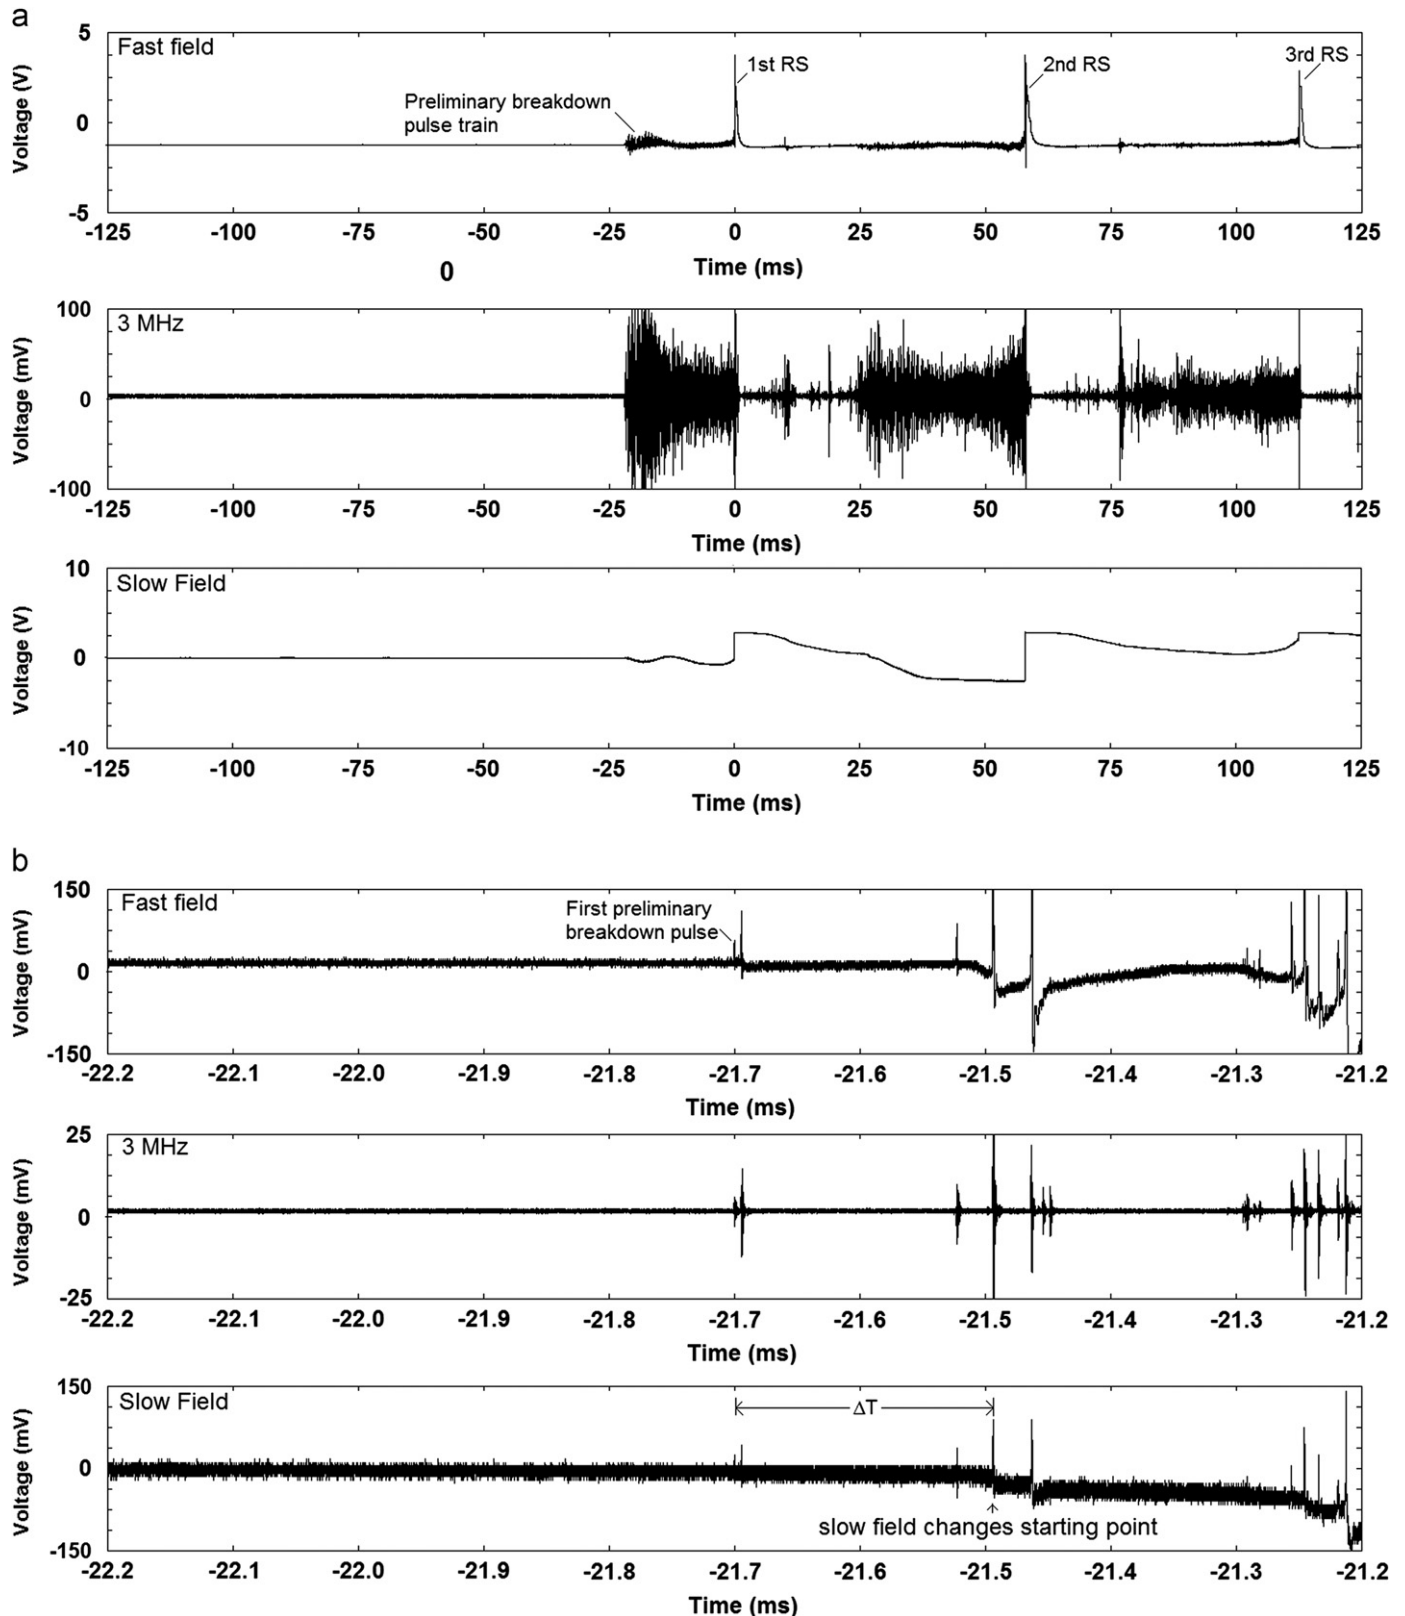 a
5
0
-5
Voltage (V)
Fast field
Preliminary breakdown
pulse train
1st RS
2nd RS
3rd RS
-125 -100 -75 -50 -25 0 25 50 75 100 125
Time (ms)
0
100
0
-100
Voltage (mV)
3 MHz
-125 -100 -75 -50 -25 0 25 50 75 100 125
Time (ms)
10
0
-10
Voltage (V)
Slow Field
-125 -100 -75 -50 -25 0 25 50 75 100 125
Time (ms)
b
150
0
-150
Voltage (mV)
Fast field
First preliminary
breakdown pulse
-22.2 -22.1 -22.0 -21.9 -21.8 -21.7 -21.6 -21.5 -21.4 -21.3 -21.2
Time (ms)
25
0
-25
Voltage (mV)
3 MHz
-22.2 -22.1 -22.0 -21.9 -21.8 -21.7 -21.6 -21.5 -21.4 -21.3 -21.2
Time (ms)
150
0
-150
Voltage (mV)
Slow Field
ΔT
slow field changes starting point
-22.2 -22.1 -22.0 -21.9 -21.8 -21.7 -21.6 -21.5 -21.4 -21.3 -21.2
Time (ms)